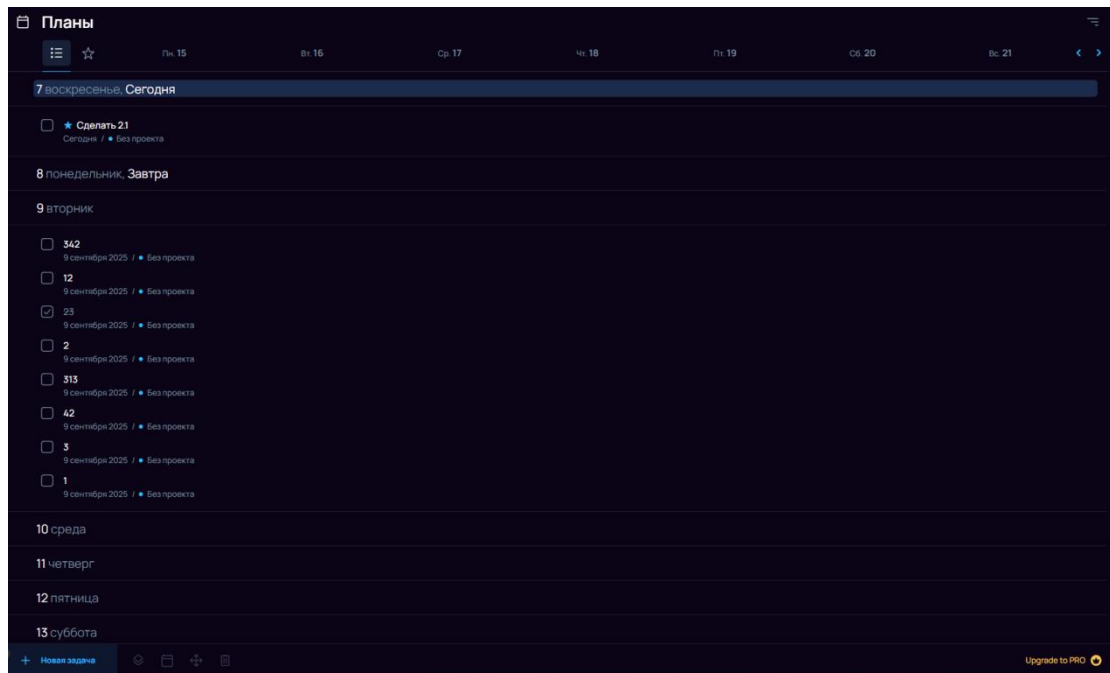 Планы
Пн. 15 Вт. 16 Ср. 17 Чт. 18 Пт. 19 Сб. 20 Вс. 21
7 воскресенье, Сегодня
Сделать 2.1
Сегодня / Без проекта
8 понедельник, Завтра
9 вторник
342
9 сентября 2025 / Без проекта
12
9 сентября 2025 / Без проекта
23
9 сентября 2025 / Без проекта
2
9 сентября 2025 / Без проекта
313
9 сентября 2025 / Без проекта
42
9 сентября 2025 / Без проекта
3
9 сентября 2025 / Без проекта
1
9 сентября 2025 / Без проекта
10 среда
11 четверг
12 пятница
13 суббота
Новая задача Upgrade to PRO